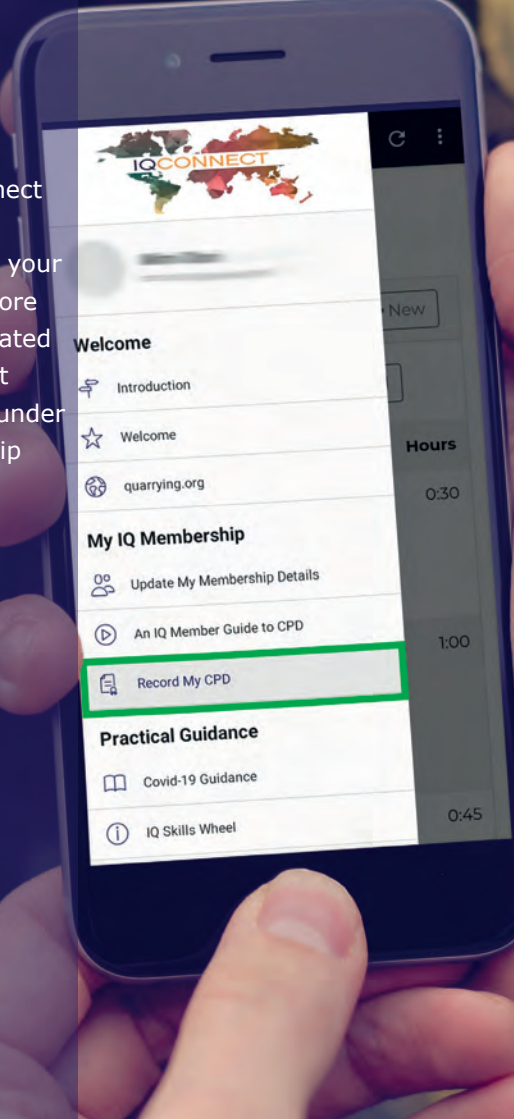 nect
your
ore
ated
t
under
ip
IQCONNECT
New
Welcome
Introduction
Welcome
quarrying.org
Hours
0:30
My IQ Membership
Update My Membership Details
An IQ Member Guide to CPD
1:00
Record My CPD
Practical Guidance
Covid-19 Guidance
IQ Skills Wheel
0:45